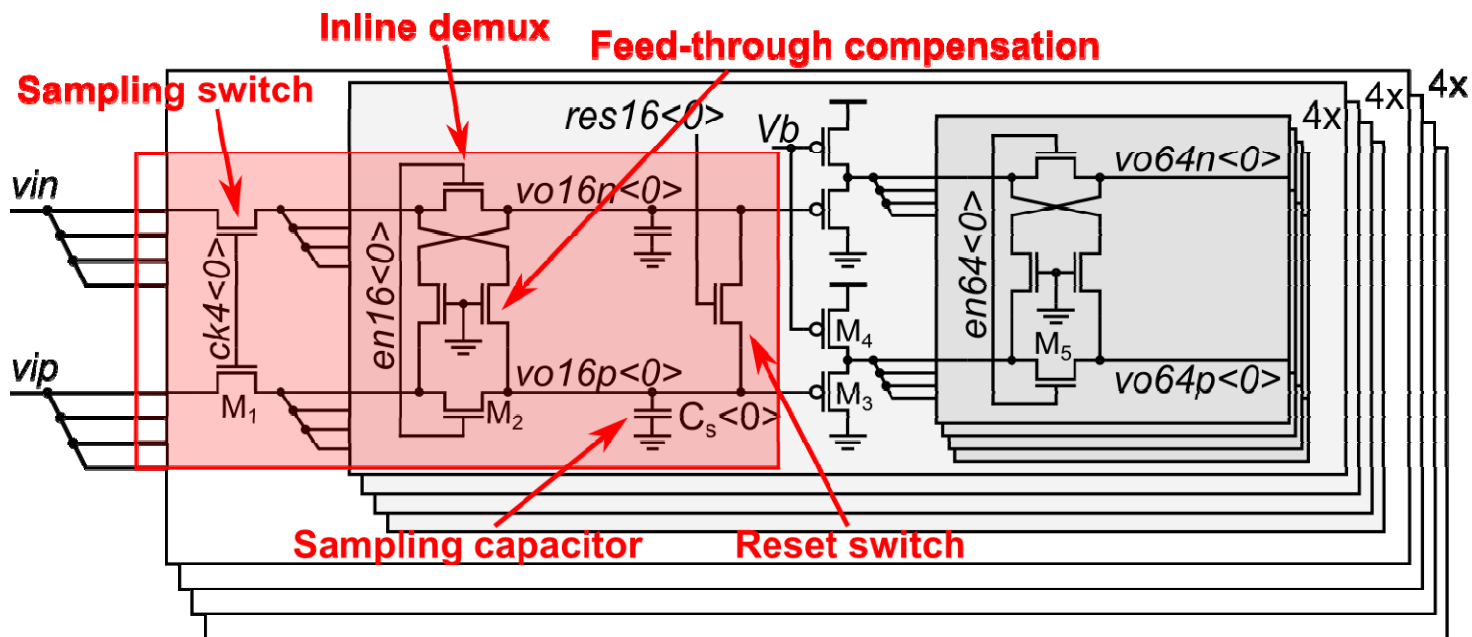 Inline demux
Feed-through compensation
Sampling switch
4x
4x
4x
res16<0>
Vb
vin
vo16n<0>
vo64n<0>
ck4<0>
en16<0>
en64<0>
M4
M5
vip
vo16p<0>
vo64p<0>
M1
M2
Cs<0>
M3
Sampling capacitor
Reset switch